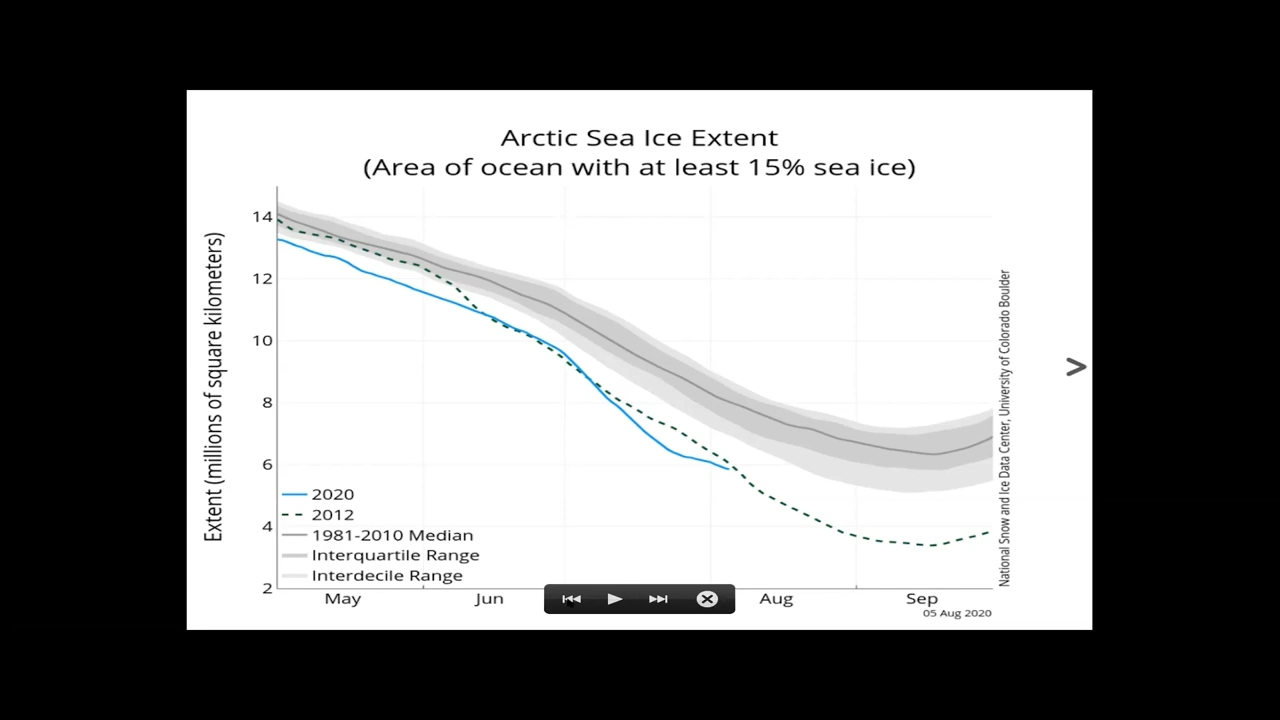 Arctic Sea Ice Extent
(Area of ocean with at least 15% sea ice)
Extent (millions of square kilometers)
14
12
10
8
6
4
2
2020
2012
1981-2010 Median
Interquartile Range
Interdecile Range
May
Jun
Aug
Sep
05 Aug 2020
National Snow and Ice Data Center, University of Colorado Boulder
>